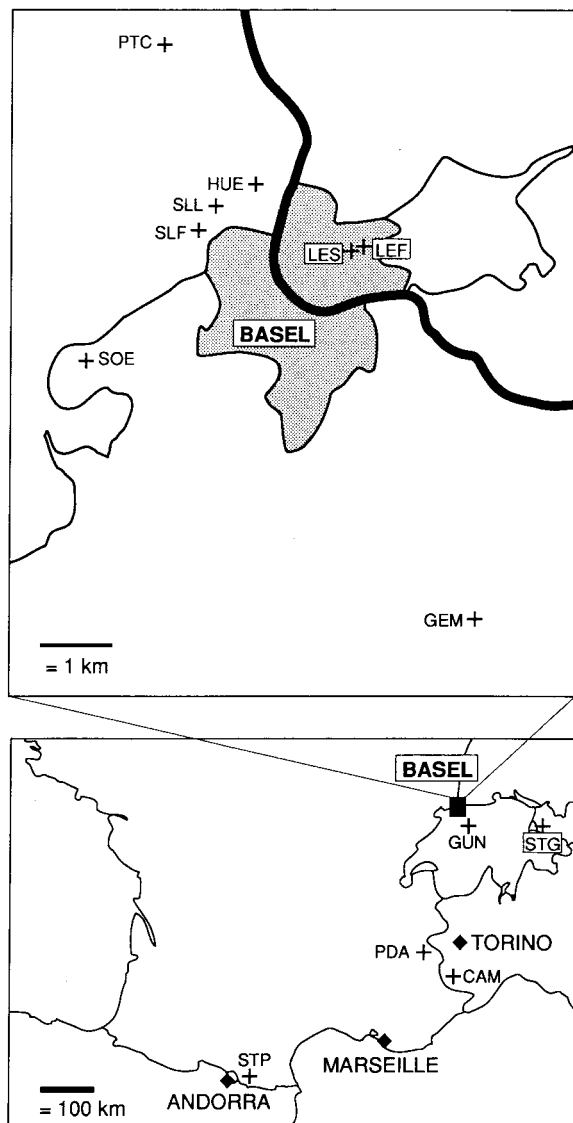 PTC
HUE
SLL
SLF
LES
LEF
BASEL
SOE
GEM
= 1 km
BASEL
GUN
STG
TORINO
PDA
CAM
MARSEILLE
STP
ANDORRA
= 100 km